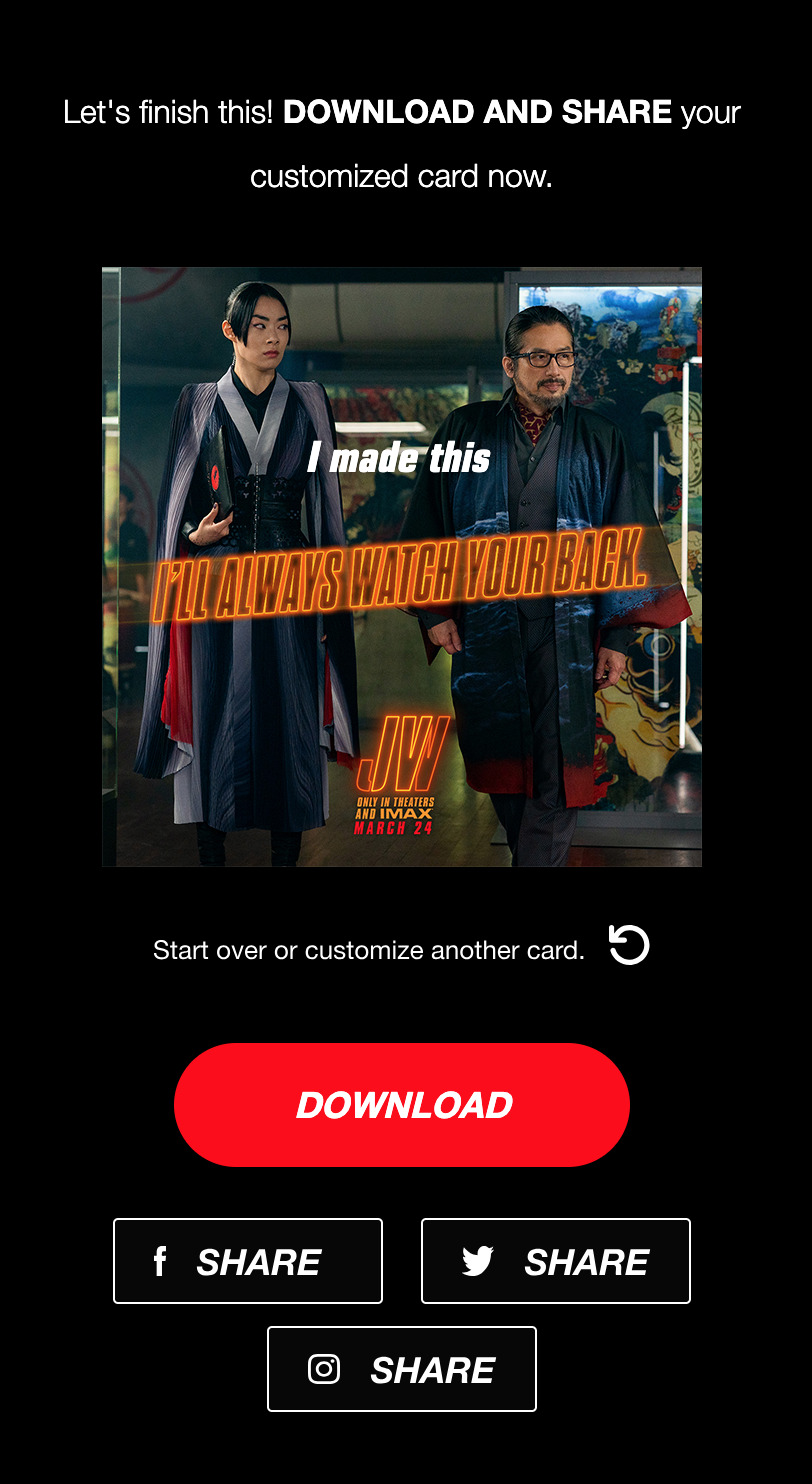 Let's finish this! DOWNLOAD AND SHARE your
customized card now.
I made this
I'LL ALWAYS WATCH YOUR BACK.
JW
ONLY IN THEATERS
AND IMAX
MARCH 24
Start over or customize another card.
DOWNLOAD
SHARE
SHARE
SHARE